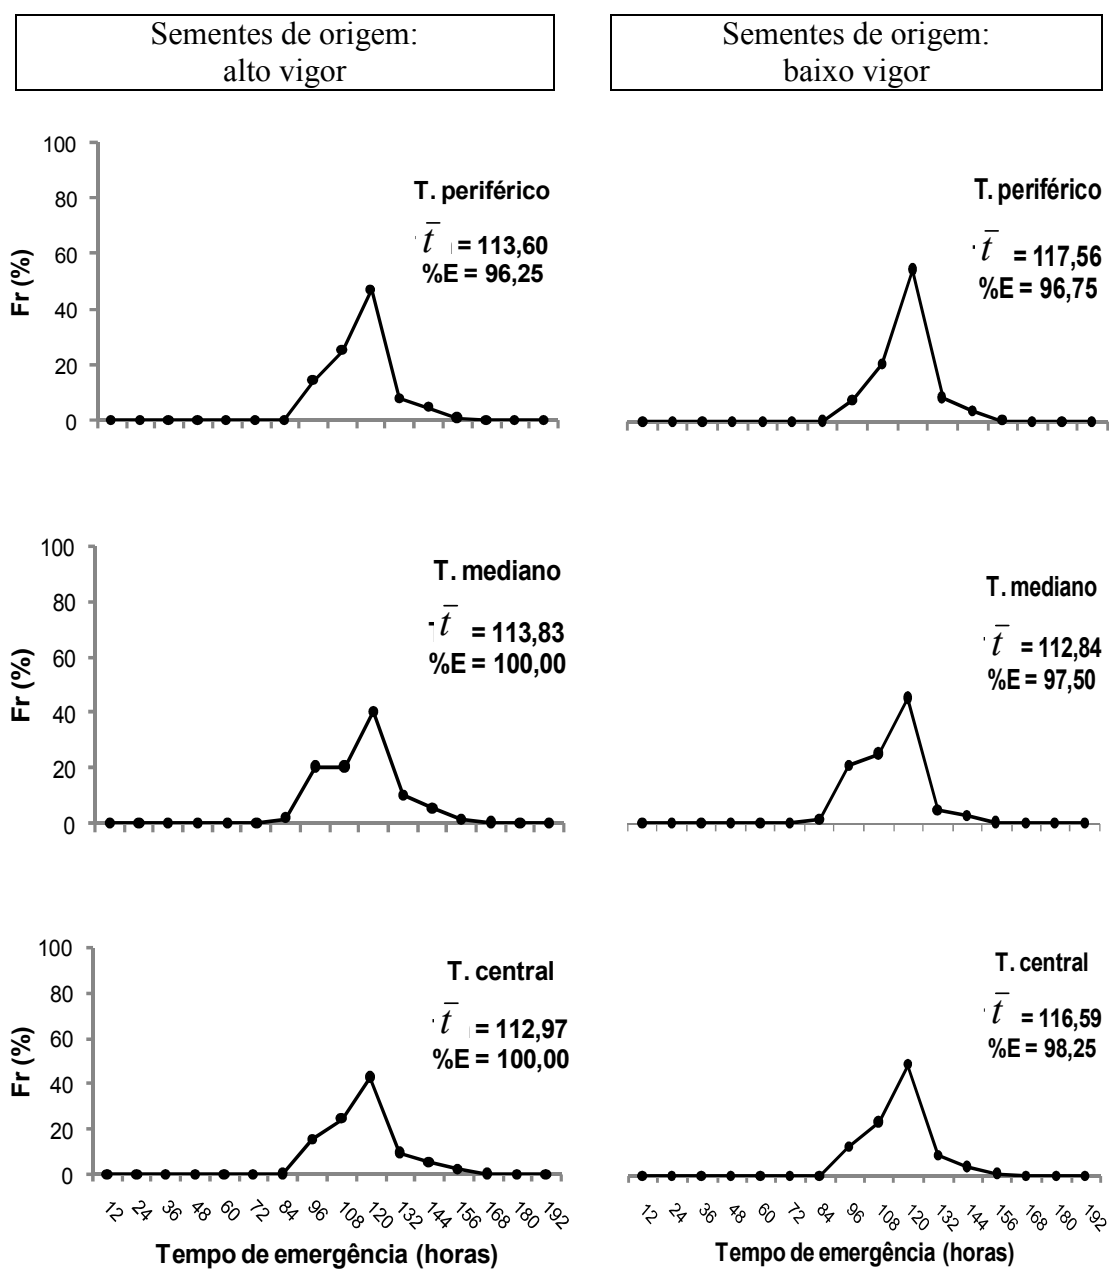 Sementes de origem:
alto vigor
Sementes de origem:
baixo vigor
100
80
60
40
20
0
Fr (%)
T. periférico
t̄ = 113,60
%E = 96,25
T. periférico
t̄ = 117,56
%E = 96,75
100
80
60
40
20
0
Fr (%)
T. mediano
t̄ = 113,83
%E = 100,00
T. mediano
t̄ = 112,84
%E = 97,50
100
80
60
40
20
0
Fr (%)
T. central
t̄ = 112,97
%E = 100,00
T. central
t̄ = 116,59
%E = 98,25
12 24 36 48 60 72 84 96 108 120 132 144 156 168 180 192
Tempo de emergência (horas)
12 24 36 48 60 72 84 96 108 120 132 144 156 168 180 192
Tempo de emergência (horas)